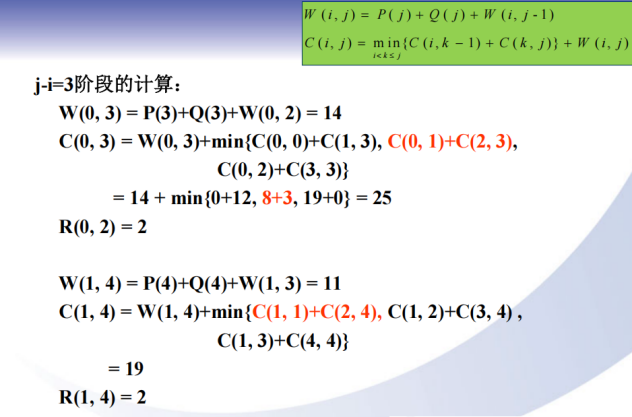 W (i, j) = P( j) + Q( j) + W (i, j - 1)
C (i, j) = min{C (i, k − 1) + C (k, j)} + W (i, j)
i<k≤ j
j-i=3阶段的计算：
W(0, 3) = P(3)+Q(3)+W(0, 2) = 14
C(0, 3) = W(0, 3)+min{C(0, 0)+C(1, 3), C(0, 1)+C(2, 3),
C(0, 2)+C(3, 3)}
= 14 + min{0+12, 8+3, 19+0} = 25
R(0, 2) = 2
W(1, 4) = P(4)+Q(4)+W(1, 3) = 11
C(1, 4) = W(1, 4)+min{C(1, 1)+C(2, 4), C(1, 2)+C(3, 4) ,
C(1, 3)+C(4, 4)}
= 19
R(1, 4) = 2